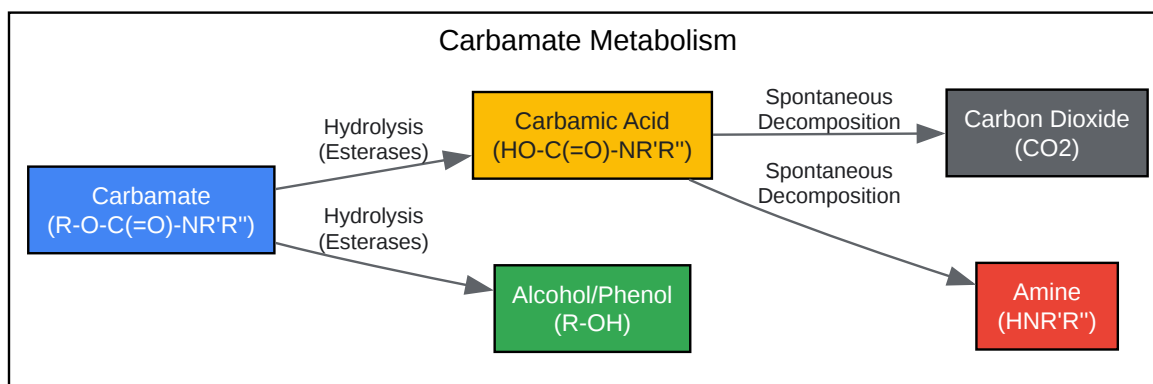 Carbamate Metabolism
Carbamate
(R-O-C(=O)-NR'R'')
Hydrolysis
(Esterases)
Hydrolysis
(Esterases)
Carbamic Acid
(HO-C(=O)-NR'R'')
Alcohol/Phenol
(R-OH)
Spontaneous
Decomposition
Spontaneous
Decomposition
Carbon Dioxide
(CO2)
Amine
(HNR'R'')